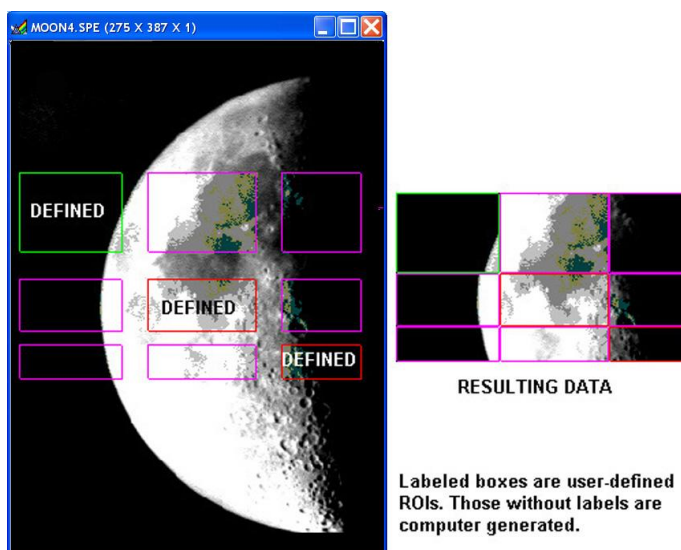 MOON4.SPE (275 X 387 X 1)
DEFINED
DEFINED
DEFINED
RESULTING DATA
Labeled boxes are user-defined
ROIs. Those without labels are
computer generated.